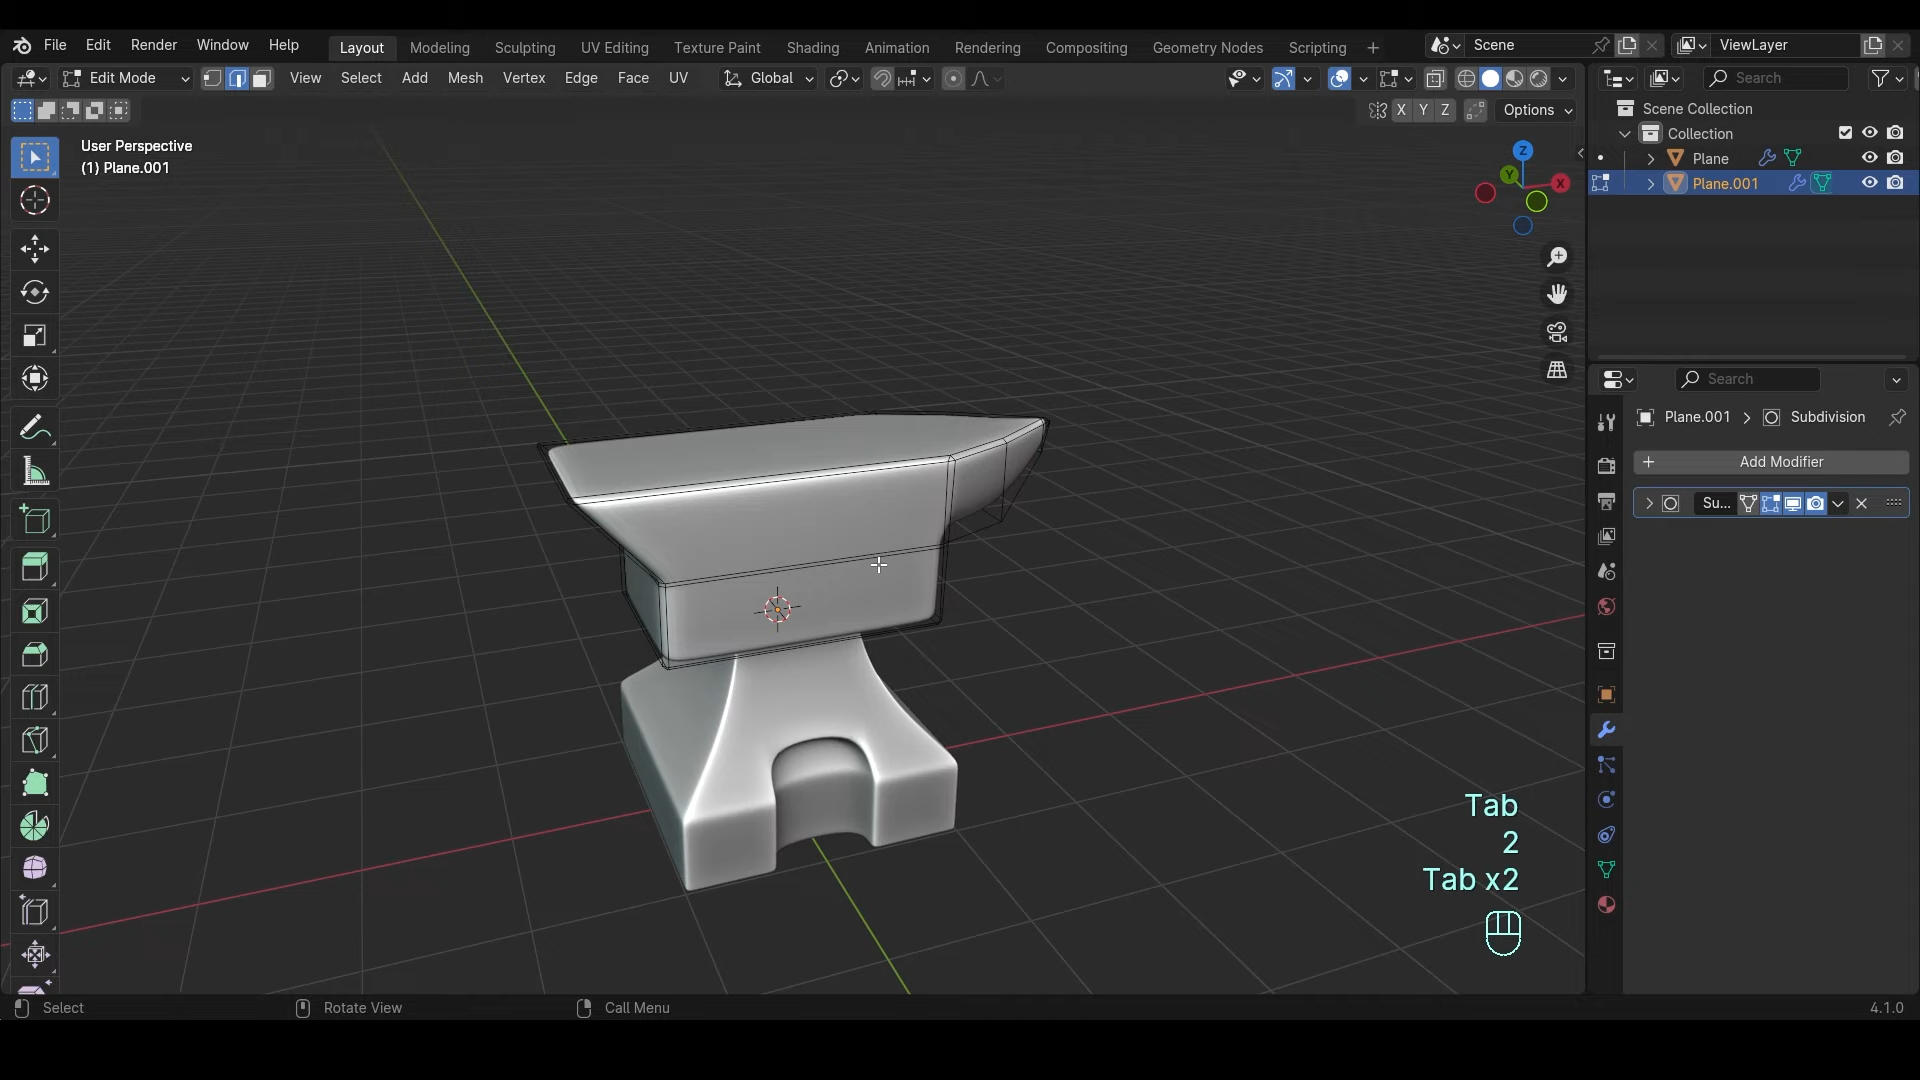 File Edit Render Window Help Layout Modeling Sculpting UV Editing Texture Paint Shading Animation Rendering Compositing Geometry Nodes Scripting + Scene ViewLayer
Edit Mode View Select Add Mesh Vertex Edge Face UV Global Search
X Y Z Options
Scene Collection
Collection
User Perspective
(1) Plane.001
Plane
Plane.001
Z
Y
X
Search
Plane.001 > Subdivision
+ Add Modifier
Su...
Tab
2
Tab x2
Select Rotate View Call Menu 4.1.0